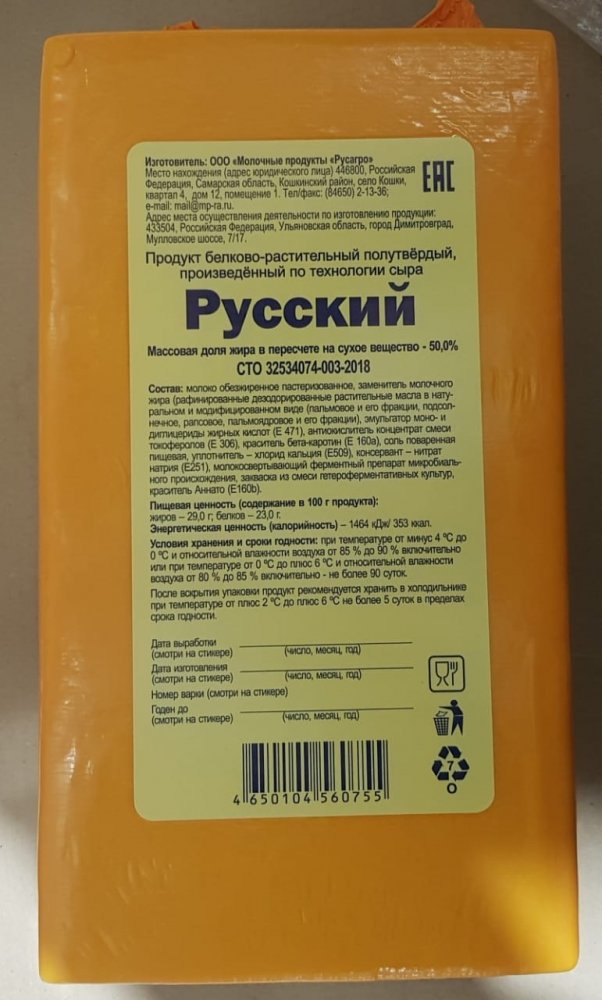 Изготовитель: ООО «Молочные продукты «Русагро»
Место нахождения (адрес юридического лица) 446800, Российская
Федерация, Самарская область, Кошкинский район, село Кошки,
квартал 4, дом 12, помещение 1. Тел/факс: (84650) 2-13-36;
e-mail: mail@mp-ra.ru.
Адрес места осуществления деятельности по изготовлению продукции:
433504, Российская Федерация, Ульяновская область, город Димитровград,
Мулловское шоссе, 7/17.
ЕАС
Продукт белково-растительный полутвёрдый,
произведённый по технологии сыра
Русский
Массовая доля жира в пересчете на сухое вещество - 50,0%
СТО 32534074-003-2018
Состав: молоко обезжиренное пастеризованное, заменитель молочного
жира (рафинированные дезодорированные растительные масла в нату-
ральном и модифицированном виде (пальмовое и его фракции, подсол-
нечное, рапсовое, пальмоядровое и его фракции), эмульгатор моно- и
диглицериды жирных кислот (Е 471), антиокислитель концентрат смеси
токоферолов (Е 306), краситель бета-каротин (Е 160а), соль поваренная
пищевая, уплотнитель – хлорид кальция (Е509), консервант – нитрат
натрия (Е251), молокосвертывающий ферментный препарат микробиаль-
ного происхождения, закваска из смеси гетероферментативных культур,
краситель Аннато (Е160b).
Пищевая ценность (содержание в 100 г продукта):
жиров – 29,0 г; белков – 23,0 г.
Энергетическая ценность (калорийность) – 1464 кДж/ 353 ккал.
Условия хранения и сроки годности: при температуре от минус 4 ºС до
0 ºС и относительной влажности воздуха от 85 % до 90 % включительно
или при температуре от 0 ºС до плюс 6 ºС и относительной влажности
воздуха от 80 % до 85 % включительно - не более 90 суток.
После вскрытия упаковки продукт рекомендуется хранить в холодильнике
при температуре от плюс 2 ºС до плюс 6 ºС не более 5 суток в пределах
срока годности.
Дата выработки
(смотри на стикере) (число, месяц, год)
Дата изготовления
(смотри на стикере) (число, месяц, год)
Номер варки (смотри на стикере)
Годен до
(смотри на стикере) (число, месяц, год)
7
O
4 650104 560755